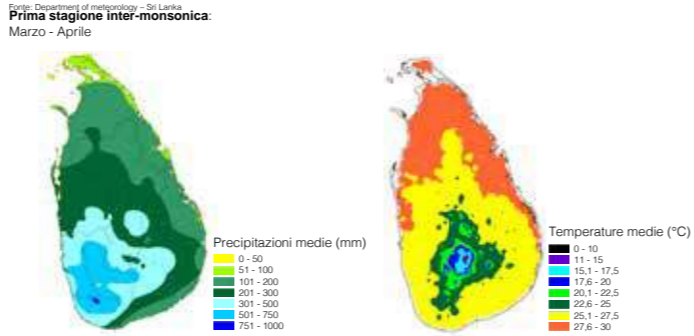 Fonte: Department of meteorology – Sri Lanka
Prima stagione inter-monsonica:
Marzo - Aprile
Precipitazioni medie (mm)
0 - 50
51 - 100
101 - 200
201 - 300
301 - 500
501 - 750
751 - 1000
Temperature medie (°C)
0 - 10
11 - 15
15,1 - 17,5
17,6 - 20
20,1 - 22,5
22,6 - 25
25,1 - 27,5
27,6 - 30